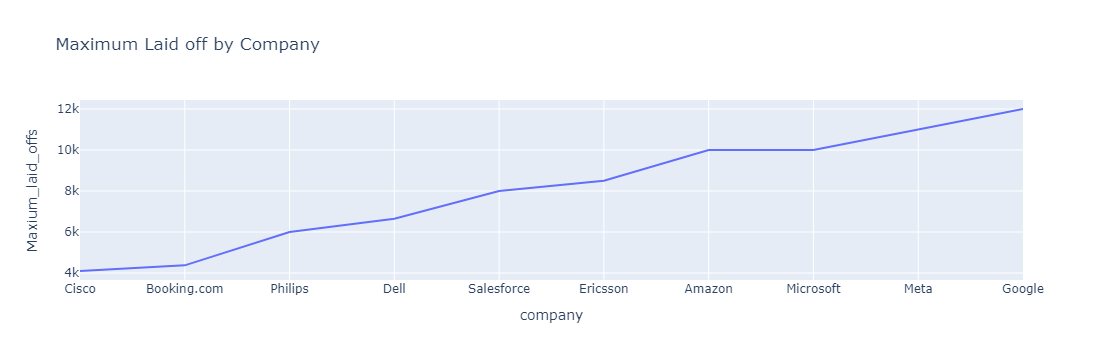 Maximum Laid off by Company
12k
10k
8k
6k
4k
Maxium_laid_offs
Cisco Booking.com Philips Dell Salesforce Ericsson Amazon Microsoft Meta Google
company